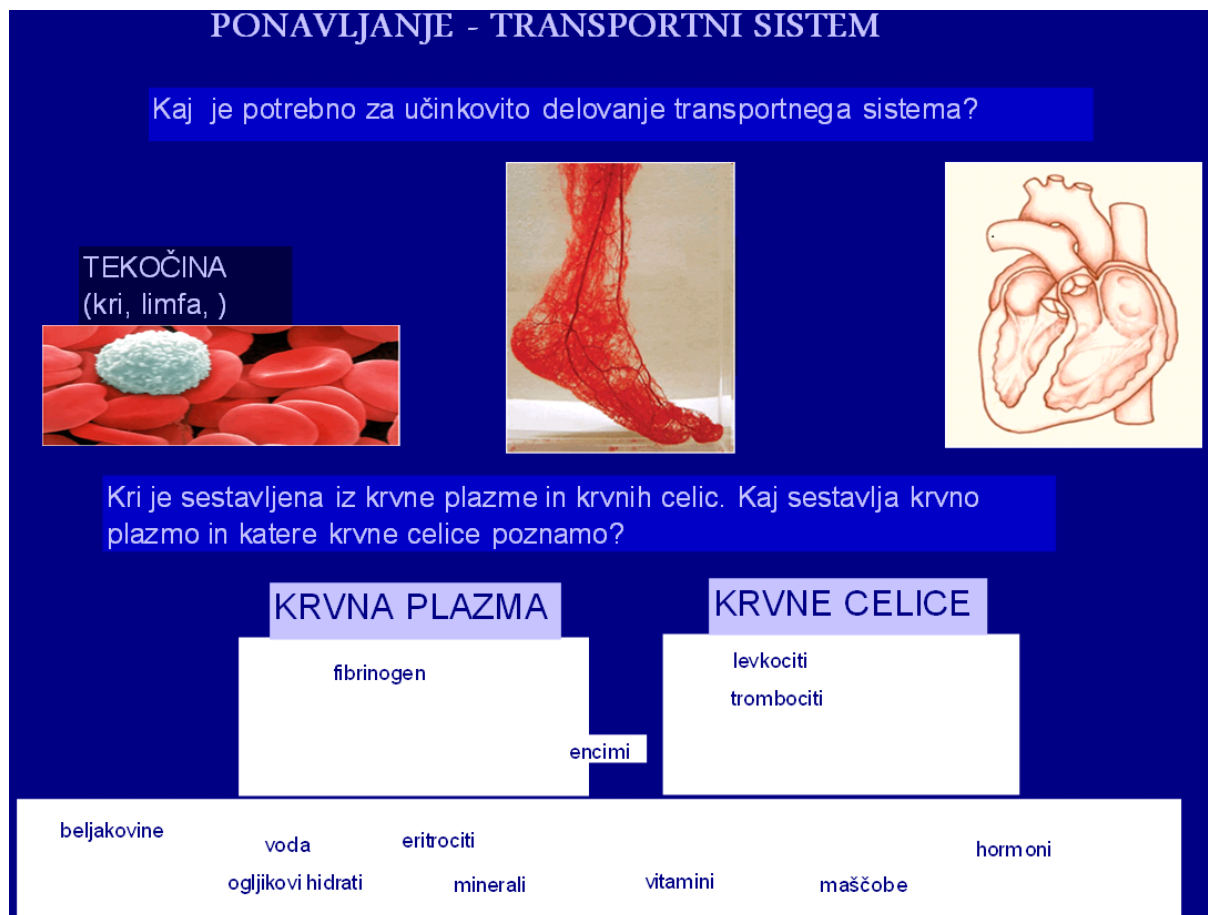 PONAVLJANJE - TRANSPORTNI SISTEM
Kaj je potrebno za učinkovito delovanje transportnega sistema?
TEKOČINA
(kri, limfa, )
Kri je sestavljena iz krvne plazme in krvnih celic. Kaj sestavlja krvno
plazmo in katere krvne celice poznamo?
KRVNA PLAZMA
KRVNE CELICE
fibrinogen
levkociti
trombociti
encimi
beljakovine
voda
eritrociti
hormoni
ogljikovi hidrati
minerali
vitamini
maščobe